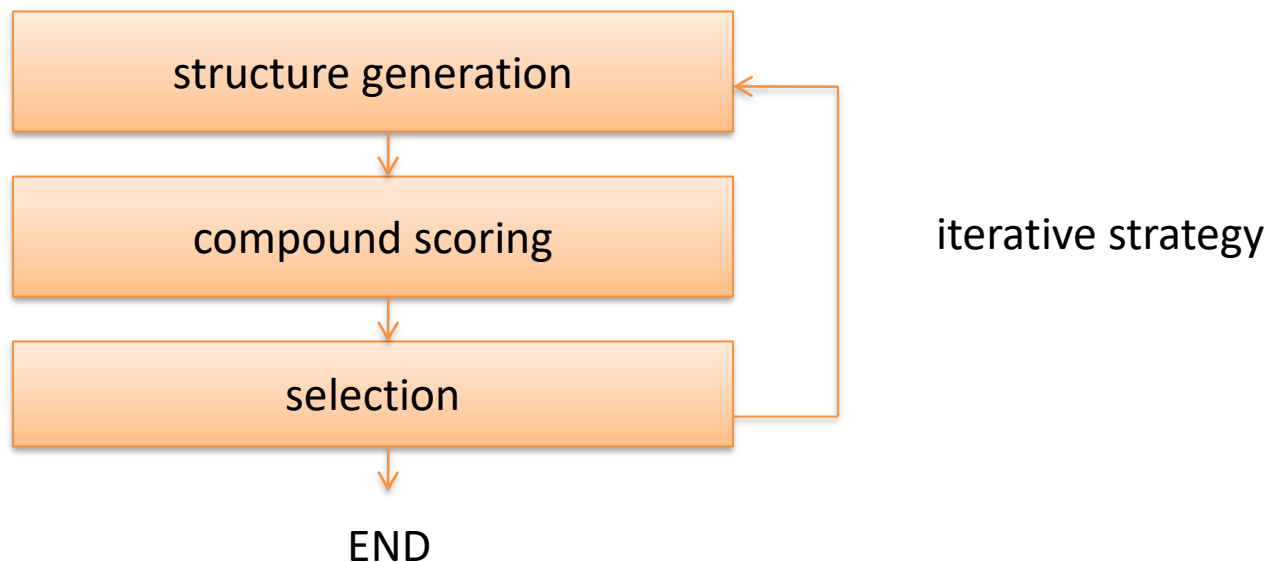 structure generation
compound scoring
iterative strategy
selection
END